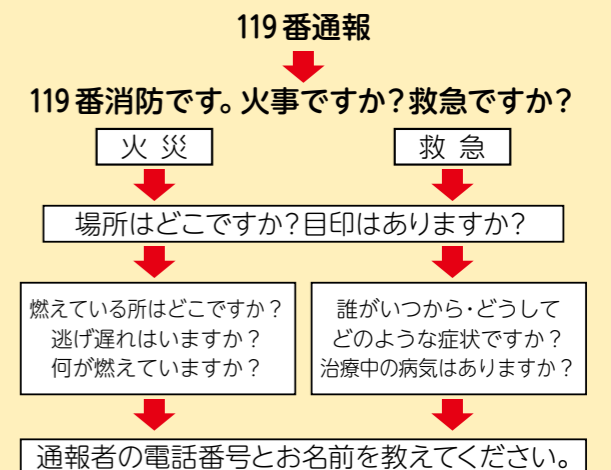 119番通報
119番消防です。火事ですか？救急ですか？
火 災
救 急
場所はどこですか？目印はありますか？
燃えている所はどこですか？
逃げ遅れはいますか？
何が燃えていますか？
誰がいつから・どうして
どのような症状ですか？
治療中の病気はありますか？
通報者の電話番号とお名前を教えてください。